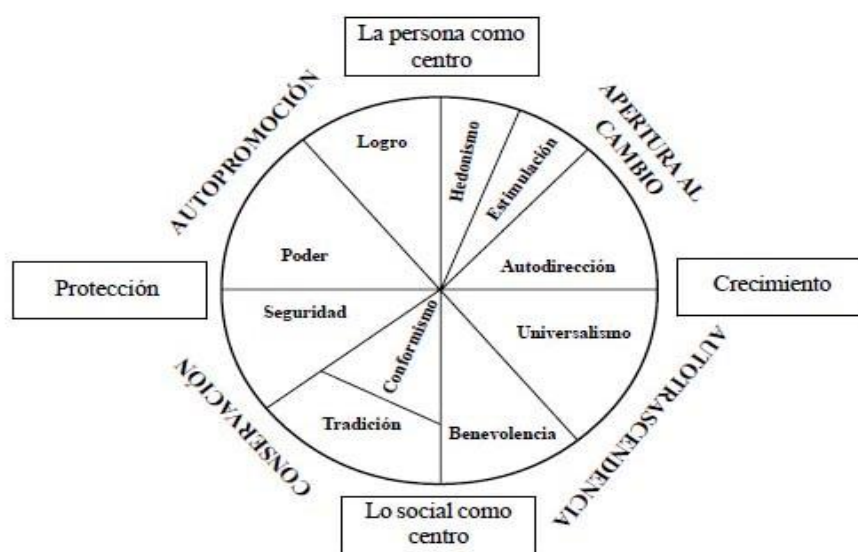 La persona como
centro
AUTOPROMOCIÓN
APERTURA AL
CAMBIO
Logro
Hedonismo
Estimulación
Poder
Autodirección
Protección
Crecimiento
Seguridad
Conformismo
Universalismo
Tradición
Benevolencia
CONSERVACIÓN
AUTOTRASCENDENCIA
Lo social como
centro